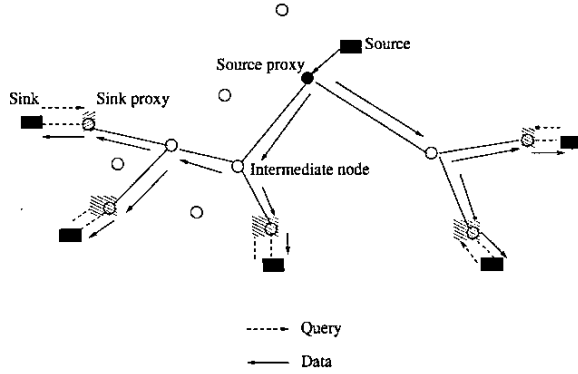 Source
Source proxy
Sink
Sink proxy
Intermediate node
Query
Data